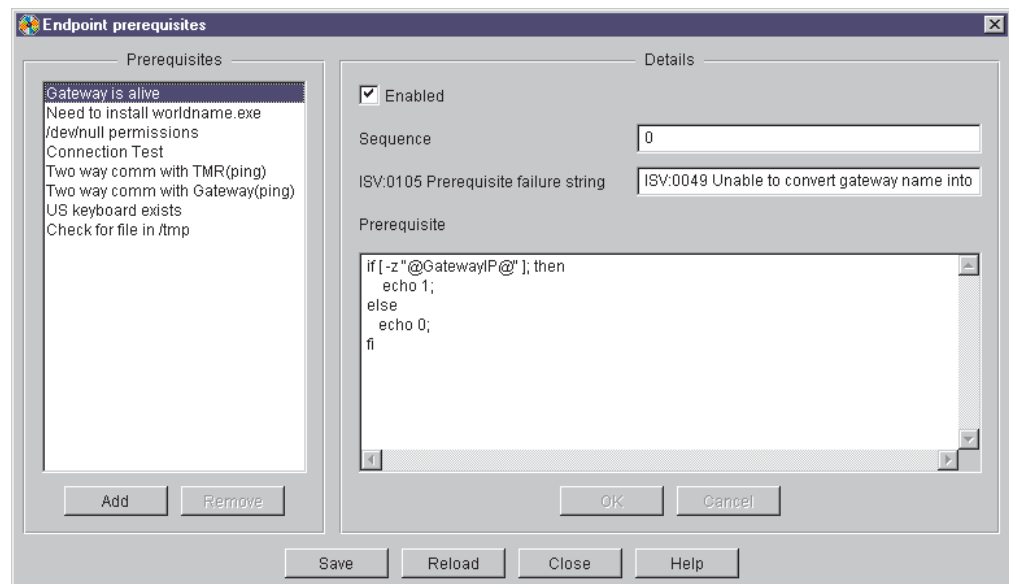 Endpoint prerequisites
Prerequisites
Gateway is alive
Need to install worldname.exe
/dev/null permissions
Connection Test
Two way comm with TMR(ping)
Two way comm with Gateway(ping)
US keyboard exists
Check for file in /tmp
Add
Remove
Details
Enabled
Sequence
0
ISV:0105 Prerequisite failure string
ISV:0049 Unable to convert gateway name into
Prerequisite
if [ -z "@GatewayIP@" ]; then
echo 1;
else
echo 0;
fi
OK
Cancel
Save
Reload
Close
Help